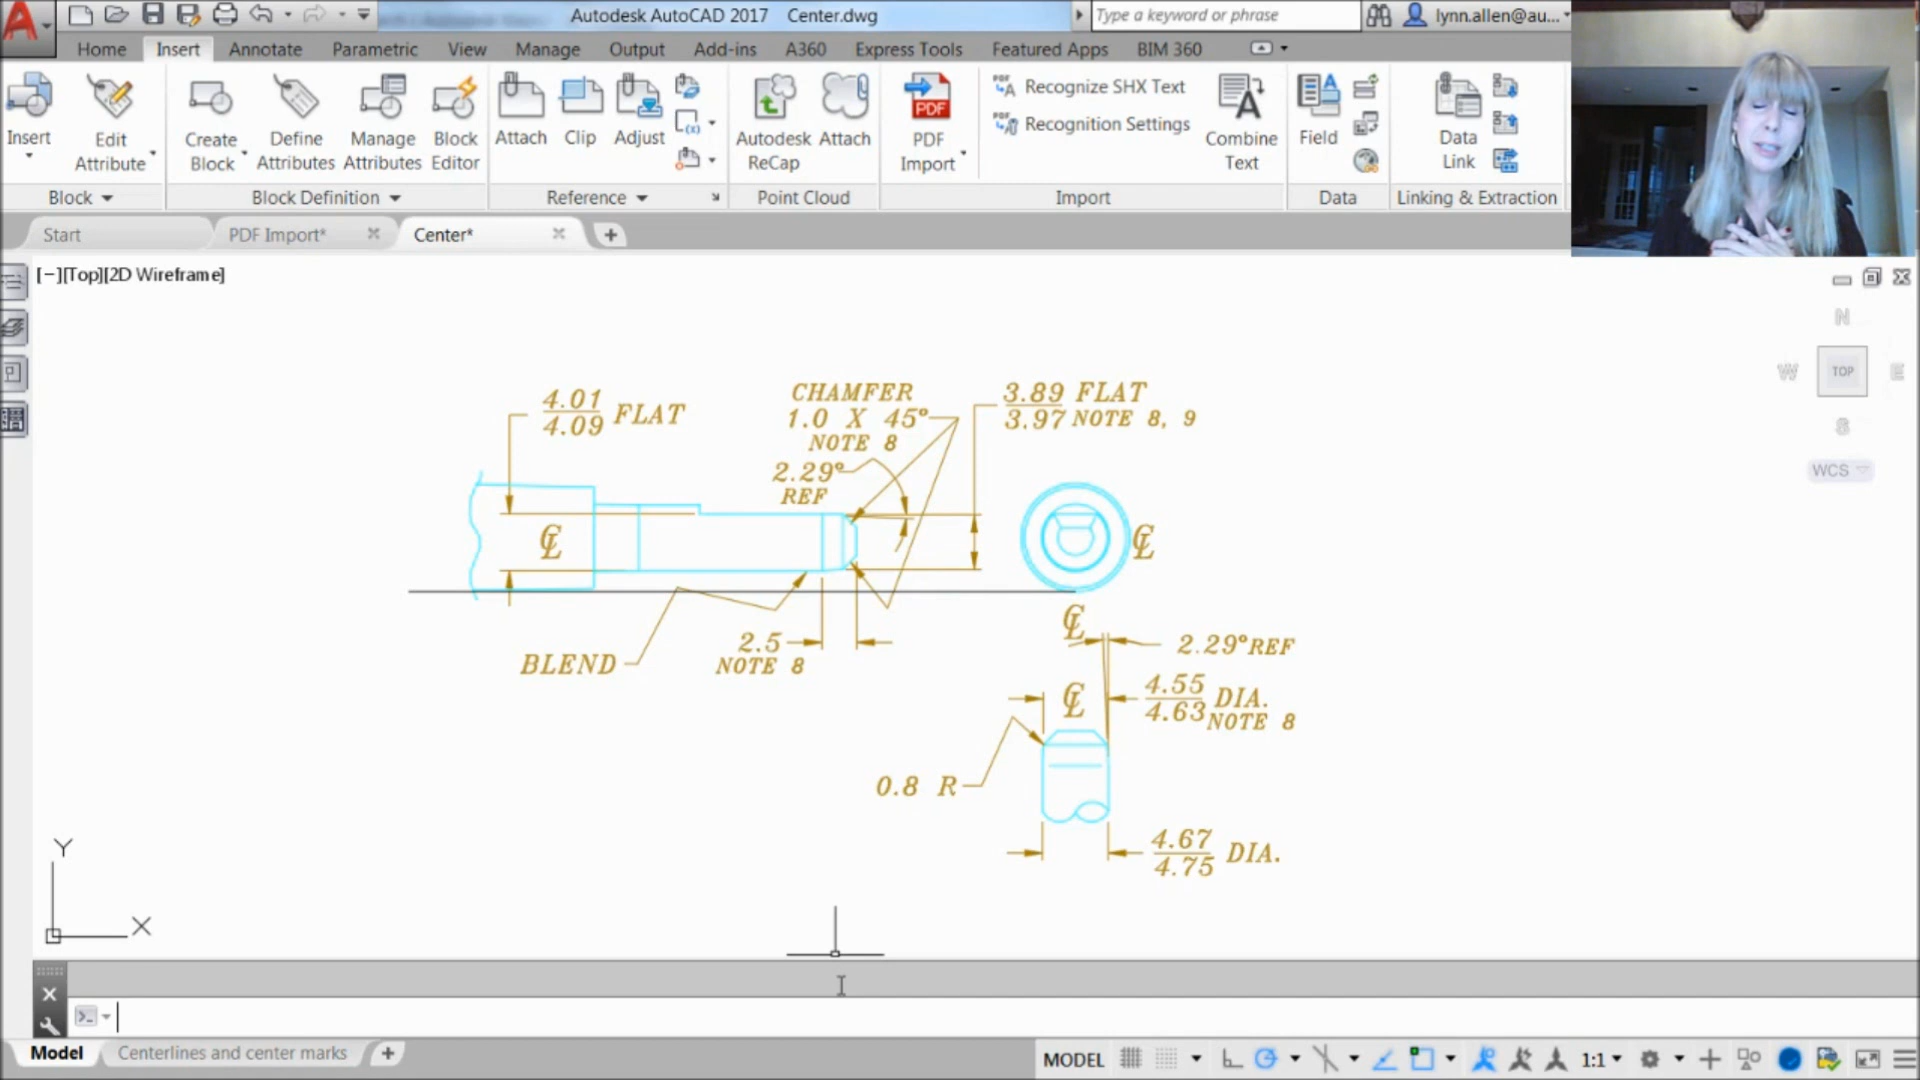 Autodesk AutoCAD 2017 Center.dwg
Type a keyword or phrase
lynn.allen@au...
Home Insert Annotate Parametric View Manage Output Add-ins A360 Express Tools Featured Apps BIM 360
Insert
Edit
Attribute
Create
Block
Define
Attributes
Manage
Attributes
Block
Editor
Attach
Clip
Adjust
Autodesk
ReCap
Attach
PDF
PDF
Import
Recognize SHX Text
Recognition Settings
Combine
Text
Field
Data
Link
Block
Block Definition
Reference
Point Cloud
Import
Data
Linking & Extraction
Start
PDF Import*
Center*
[−][Top][2D Wireframe]
N
W
TOP
E
S
WCS
4.01
4.09
FLAT
CHAMFER
1.0 X 45°
NOTE 8
2.29°
REF
3.89 FLAT
3.97 NOTE 8, 9
BLEND
2.5
NOTE 8
2.29° REF
4.55
4.63
DIA.
NOTE 8
0.8 R
4.67
4.75
DIA.
Y
X
Model
Centerlines and center marks
MODEL
1:1